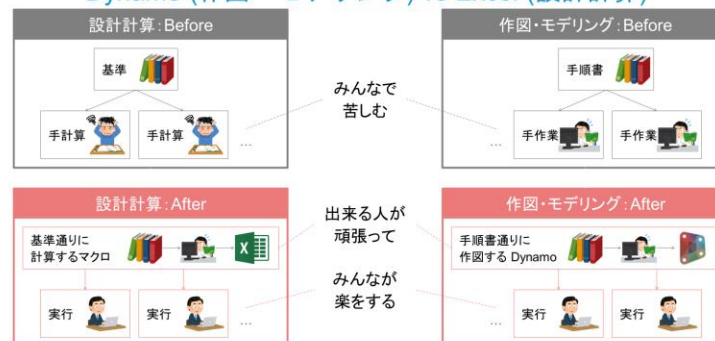 設計計算：Before
基準
手計算
手計算
…
みんなで
苦しむ
作図・モデリング：Before
手順書
手作業
手作業
…
設計計算：After
基準通りに
計算するマクロ
実行
実行
…
出来る人が
頑張って
みんなが
楽をする
作図・モデリング：After
手順書通りに
作図する Dynamo
実行
実行
…